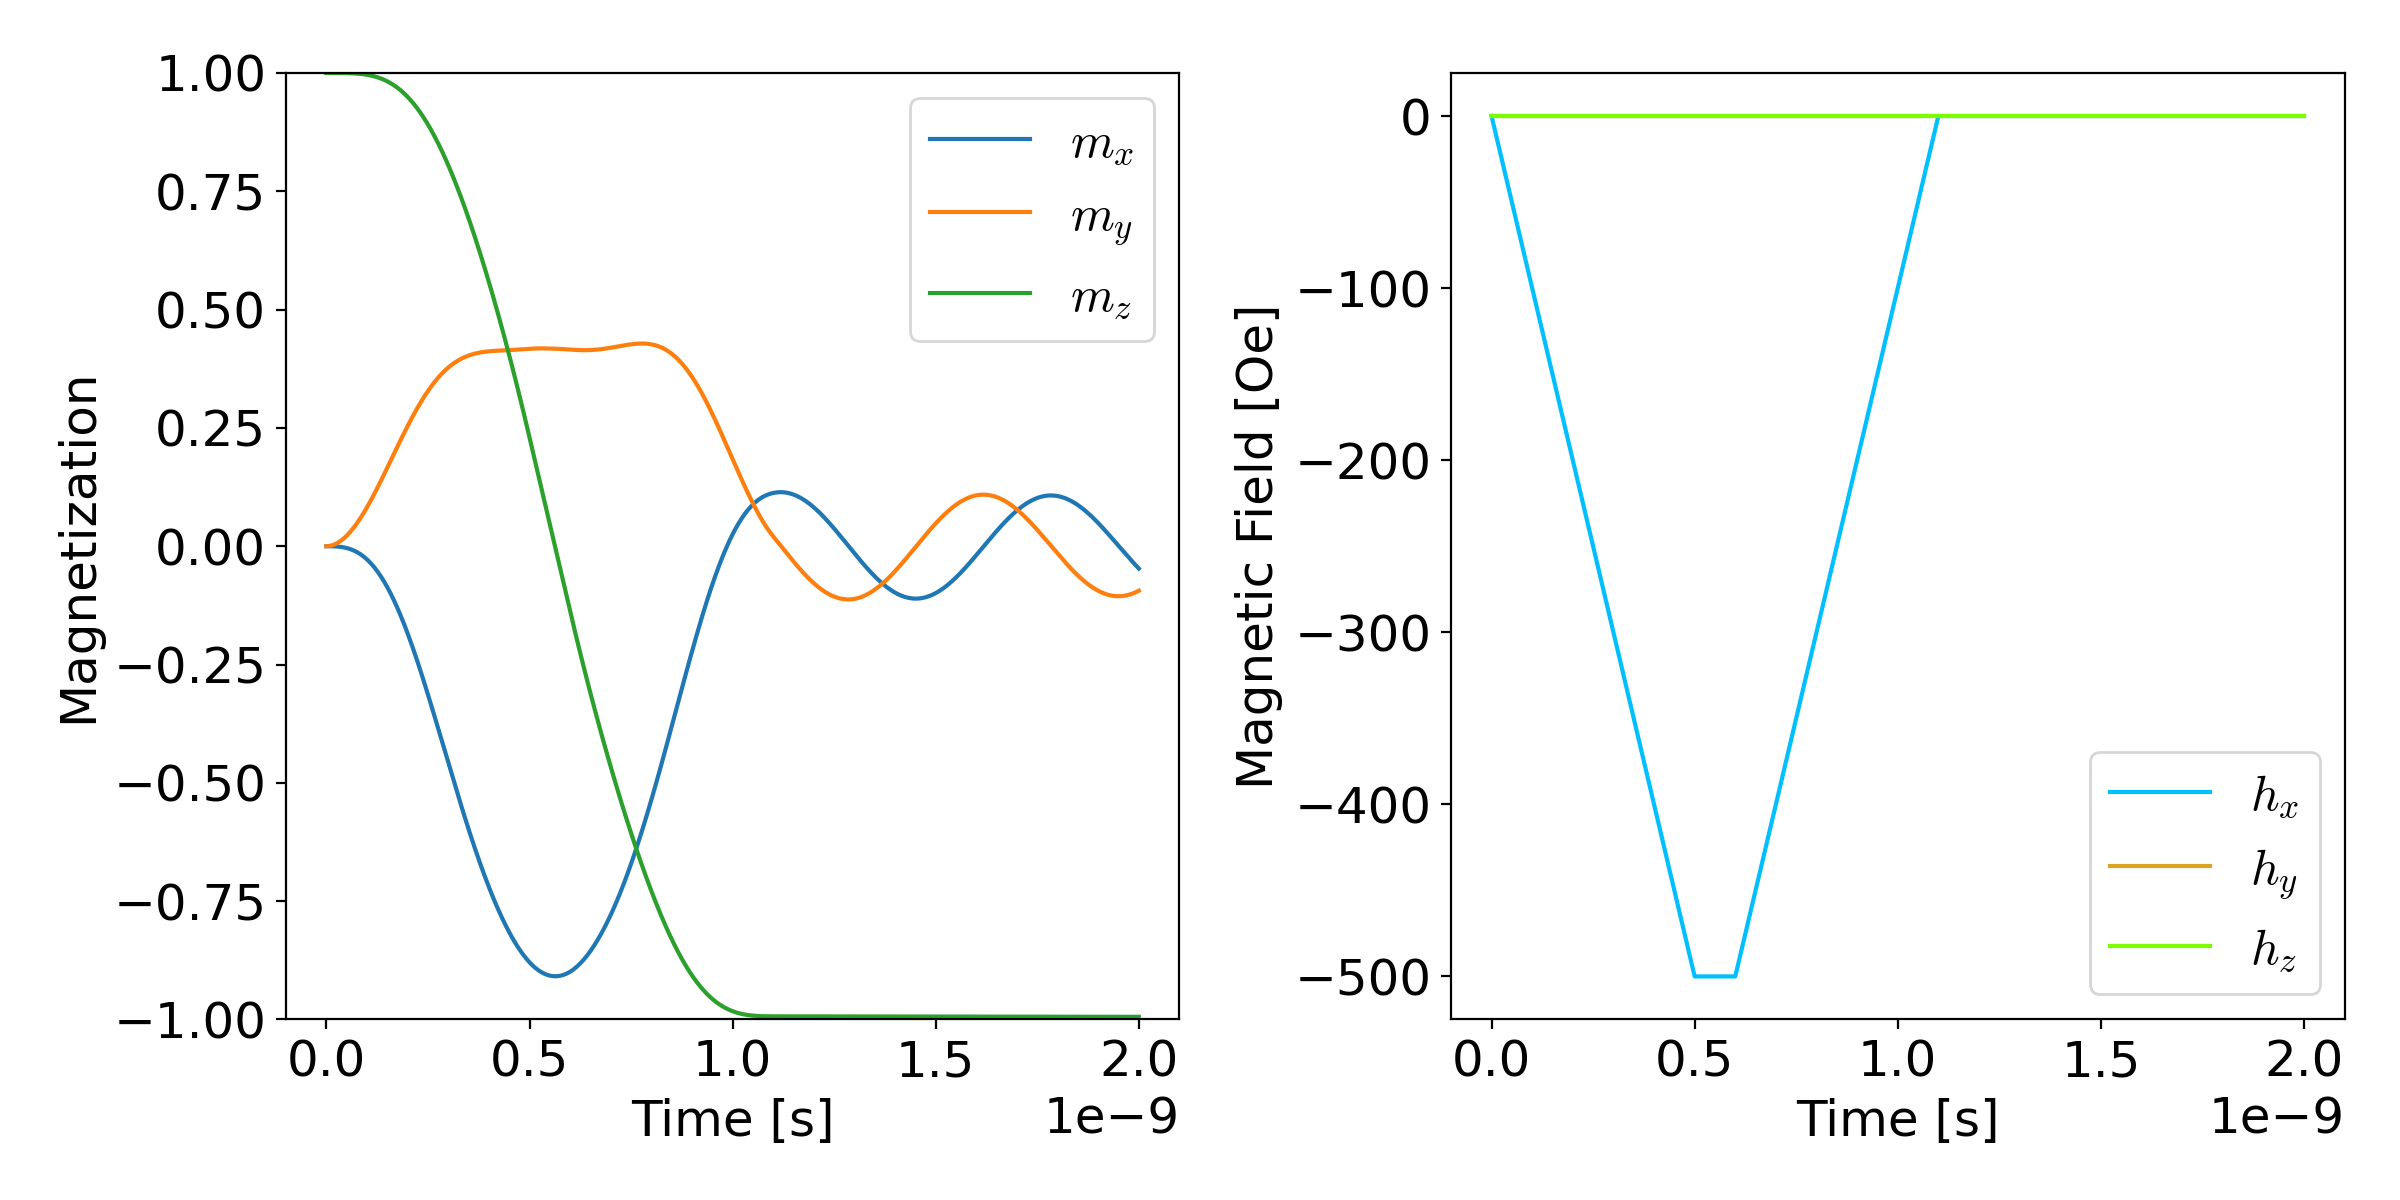 Magnetization
1.00
0.75
0.50
0.25
0.00
−0.25
−0.50
−0.75
−1.00
0.0 0.5 1.0 1.5 2.0
Time [s]
1e−9
m_x
m_y
m_z
Magnetic Field [Oe]
0
−100
−200
−300
−400
−500
0.0 0.5 1.0 1.5 2.0
Time [s]
1e−9
h_x
h_y
h_z